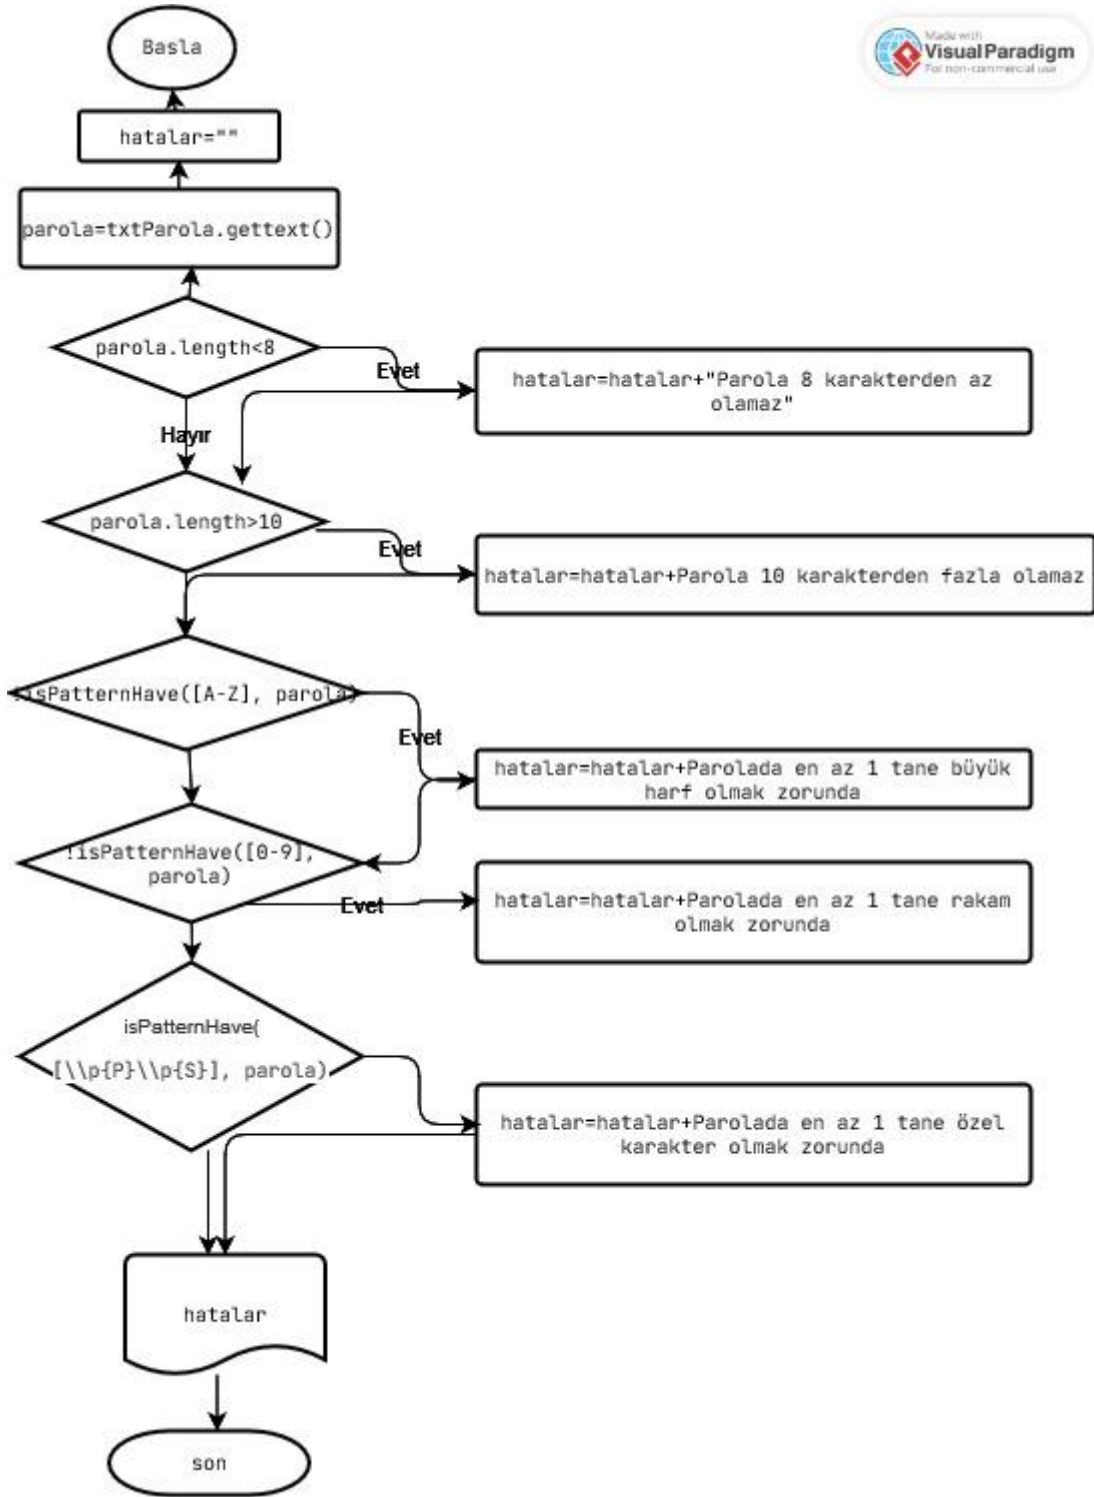 Basla
Made with
Visual Paradigm
For non-commercial use
hatalar=""
parola=txtParola.gettext()
parola.length<8
Evet
hatalar=hatalar+"Parola 8 karakterden az
olamaz"
Hayır
parola.length>10
Evet
hatalar=hatalar+Parola 10 karakterden fazla olamaz
!isPatternHave([A-Z], parola)
Evet
hatalar=hatalar+Parolada en az 1 tane büyük
harf olmak zorunda
!isPatternHave([0-9],
parola)
Evet
hatalar=hatalar+Parolada en az 1 tane rakam
olmak zorunda
isPatternHave(
[\\p{P}\\p{S}], parola)
hatalar=hatalar+Parolada en az 1 tane özel
karakter olmak zorunda
hatalar
son